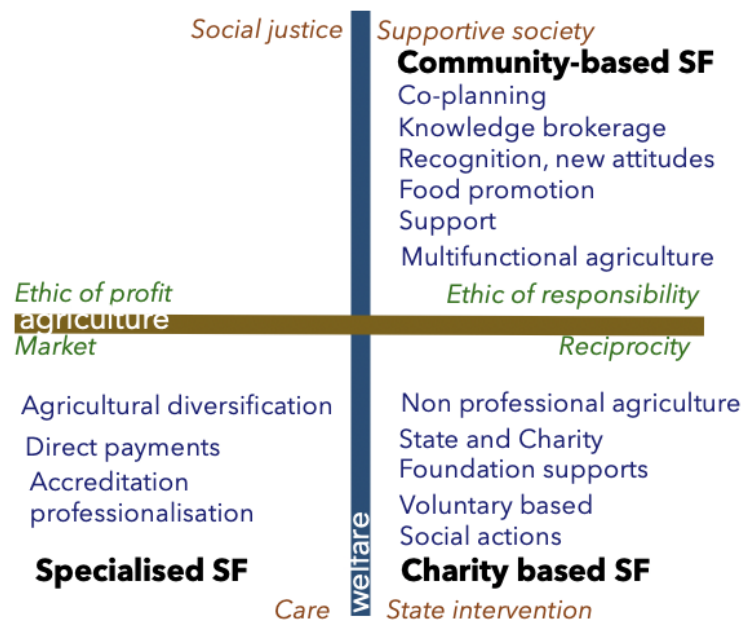 Social justice
Supportive society
Community-based SF
Co-planning
Knowledge brokerage
Recognition, new attitudes
Food promotion
Support
Multifunctional agriculture
Ethic of profit
Ethic of responsibility
agriculture
Market
Reciprocity
Agricultural diversification
Direct payments
Accreditation
professionalisation
Specialised SF
Non professional agriculture
State and Charity
Foundation supports
Voluntary based
Social actions
Charity based SF
welfare
Care
State intervention